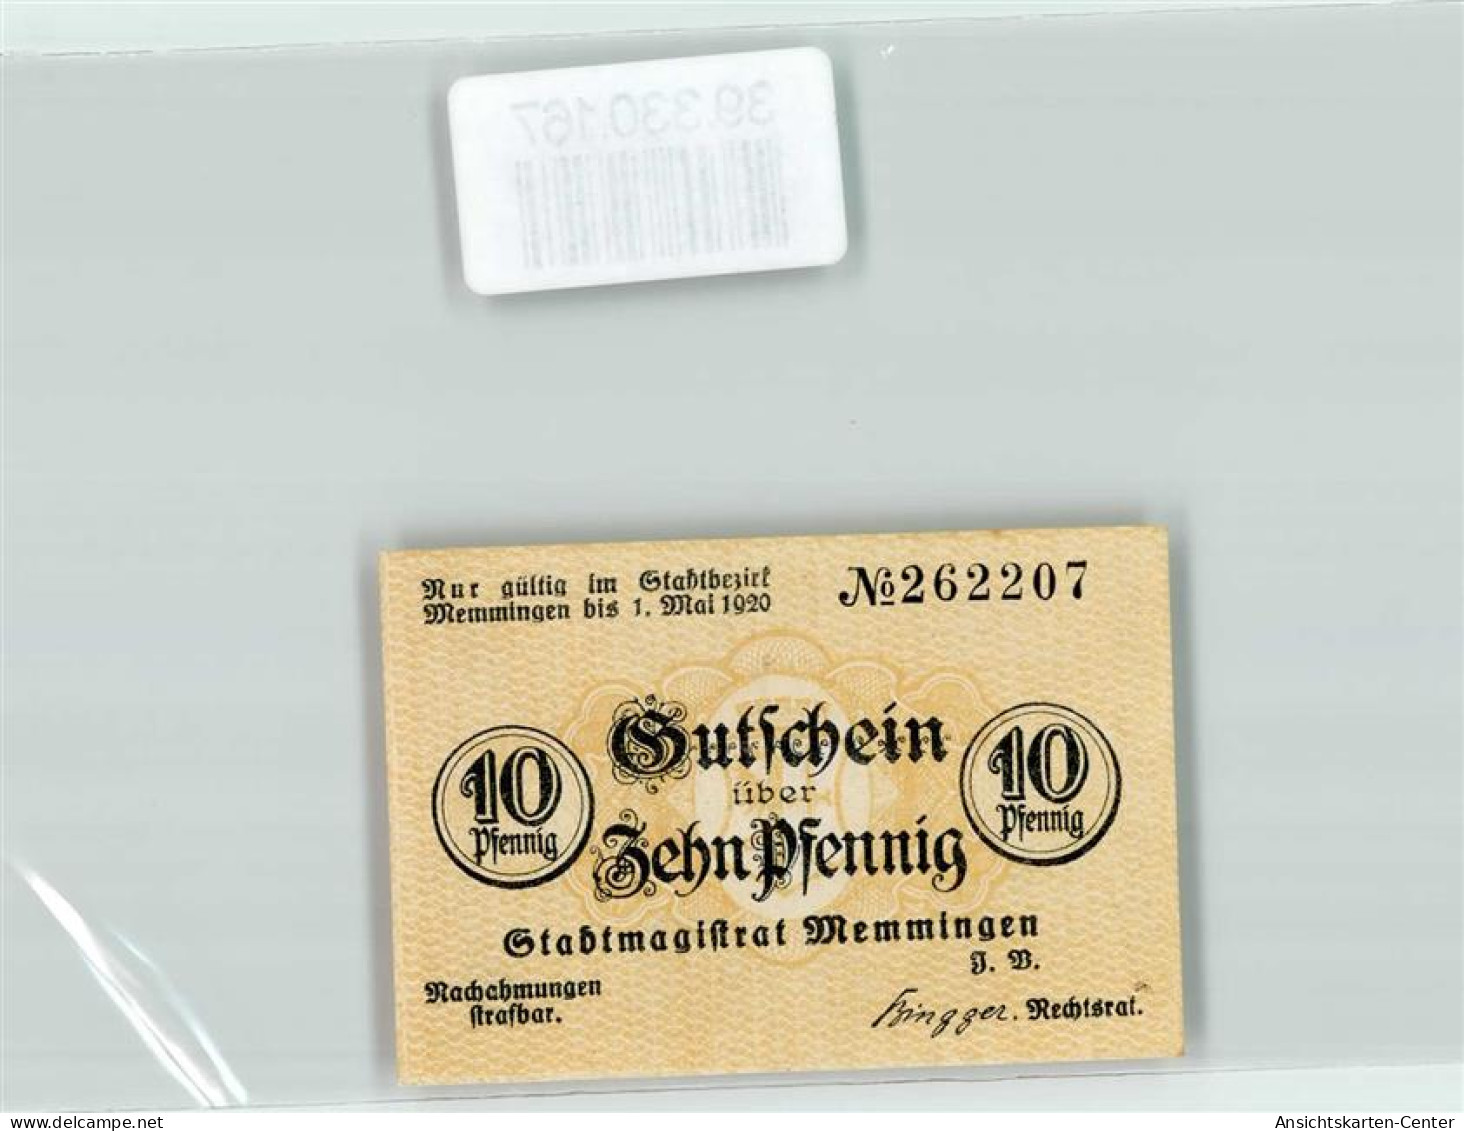 39.330.167
Nur gültig im Stadtbezirk
Memmingen bis 1. Mai 1920
№262207
Gutschein
über
Zehn Pfennig
10
Pfennig
10
Pfennig
Stadtmagistrat Memmingen
J. V.
Nachahmungen
strafbar.
Rechtsrat.
www.delcampe.net
Ansichtskarten-Center